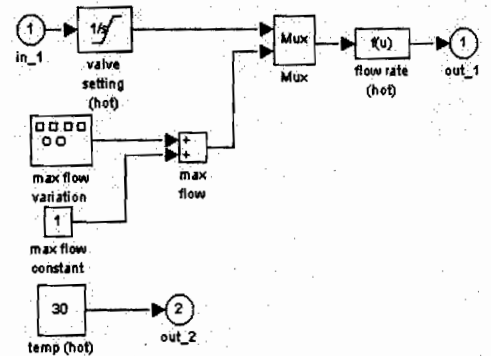 1
in_1
1/s
valve
setting
(hot)
Mux
Mux
f(u)
flow rate
(hot)
1
out_1
max flow
variation
+
+
max
flow
1
max flow
constant
30
temp (hot)
2
out_2